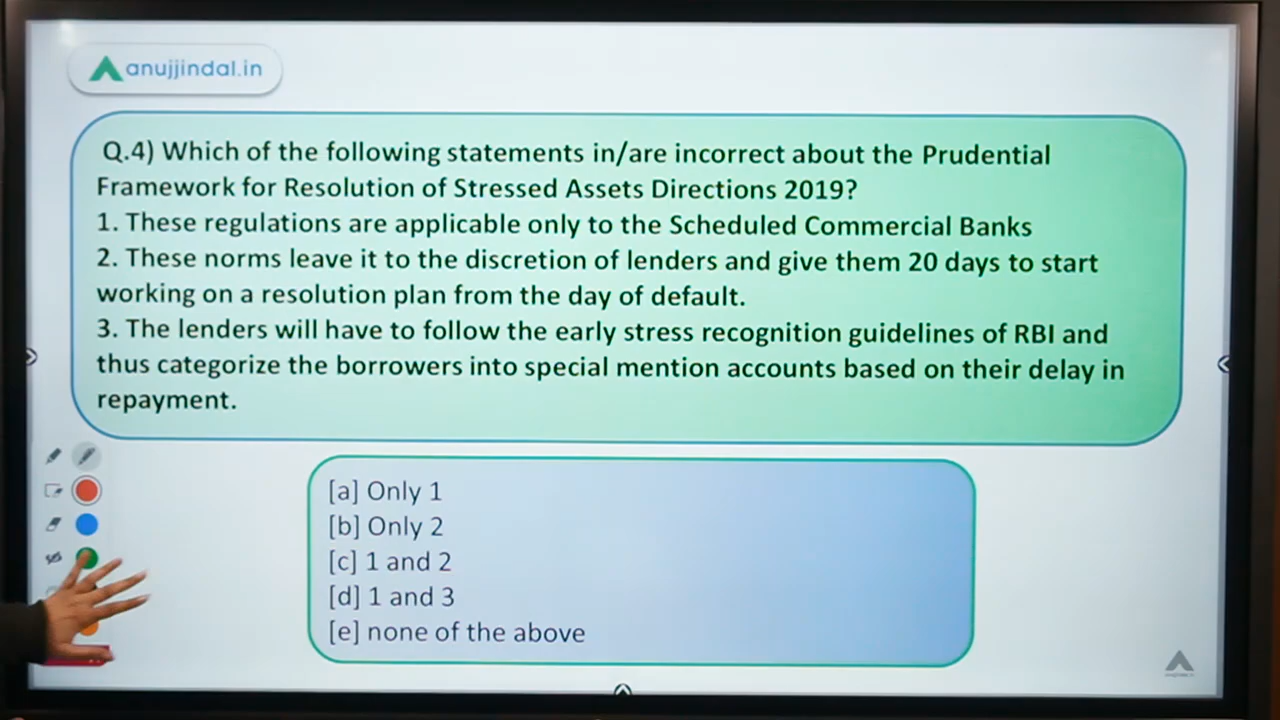 anujjindal.in
Q.4) Which of the following statements in/are incorrect about the Prudential
Framework for Resolution of Stressed Assets Directions 2019?
1. These regulations are applicable only to the Scheduled Commercial Banks
2. These norms leave it to the discretion of lenders and give them 20 days to start
working on a resolution plan from the day of default.
3. The lenders will have to follow the early stress recognition guidelines of RBI and
thus categorize the borrowers into special mention accounts based on their delay in
repayment.
[a] Only 1
[b] Only 2
[c] 1 and 2
[d] 1 and 3
[e] none of the above